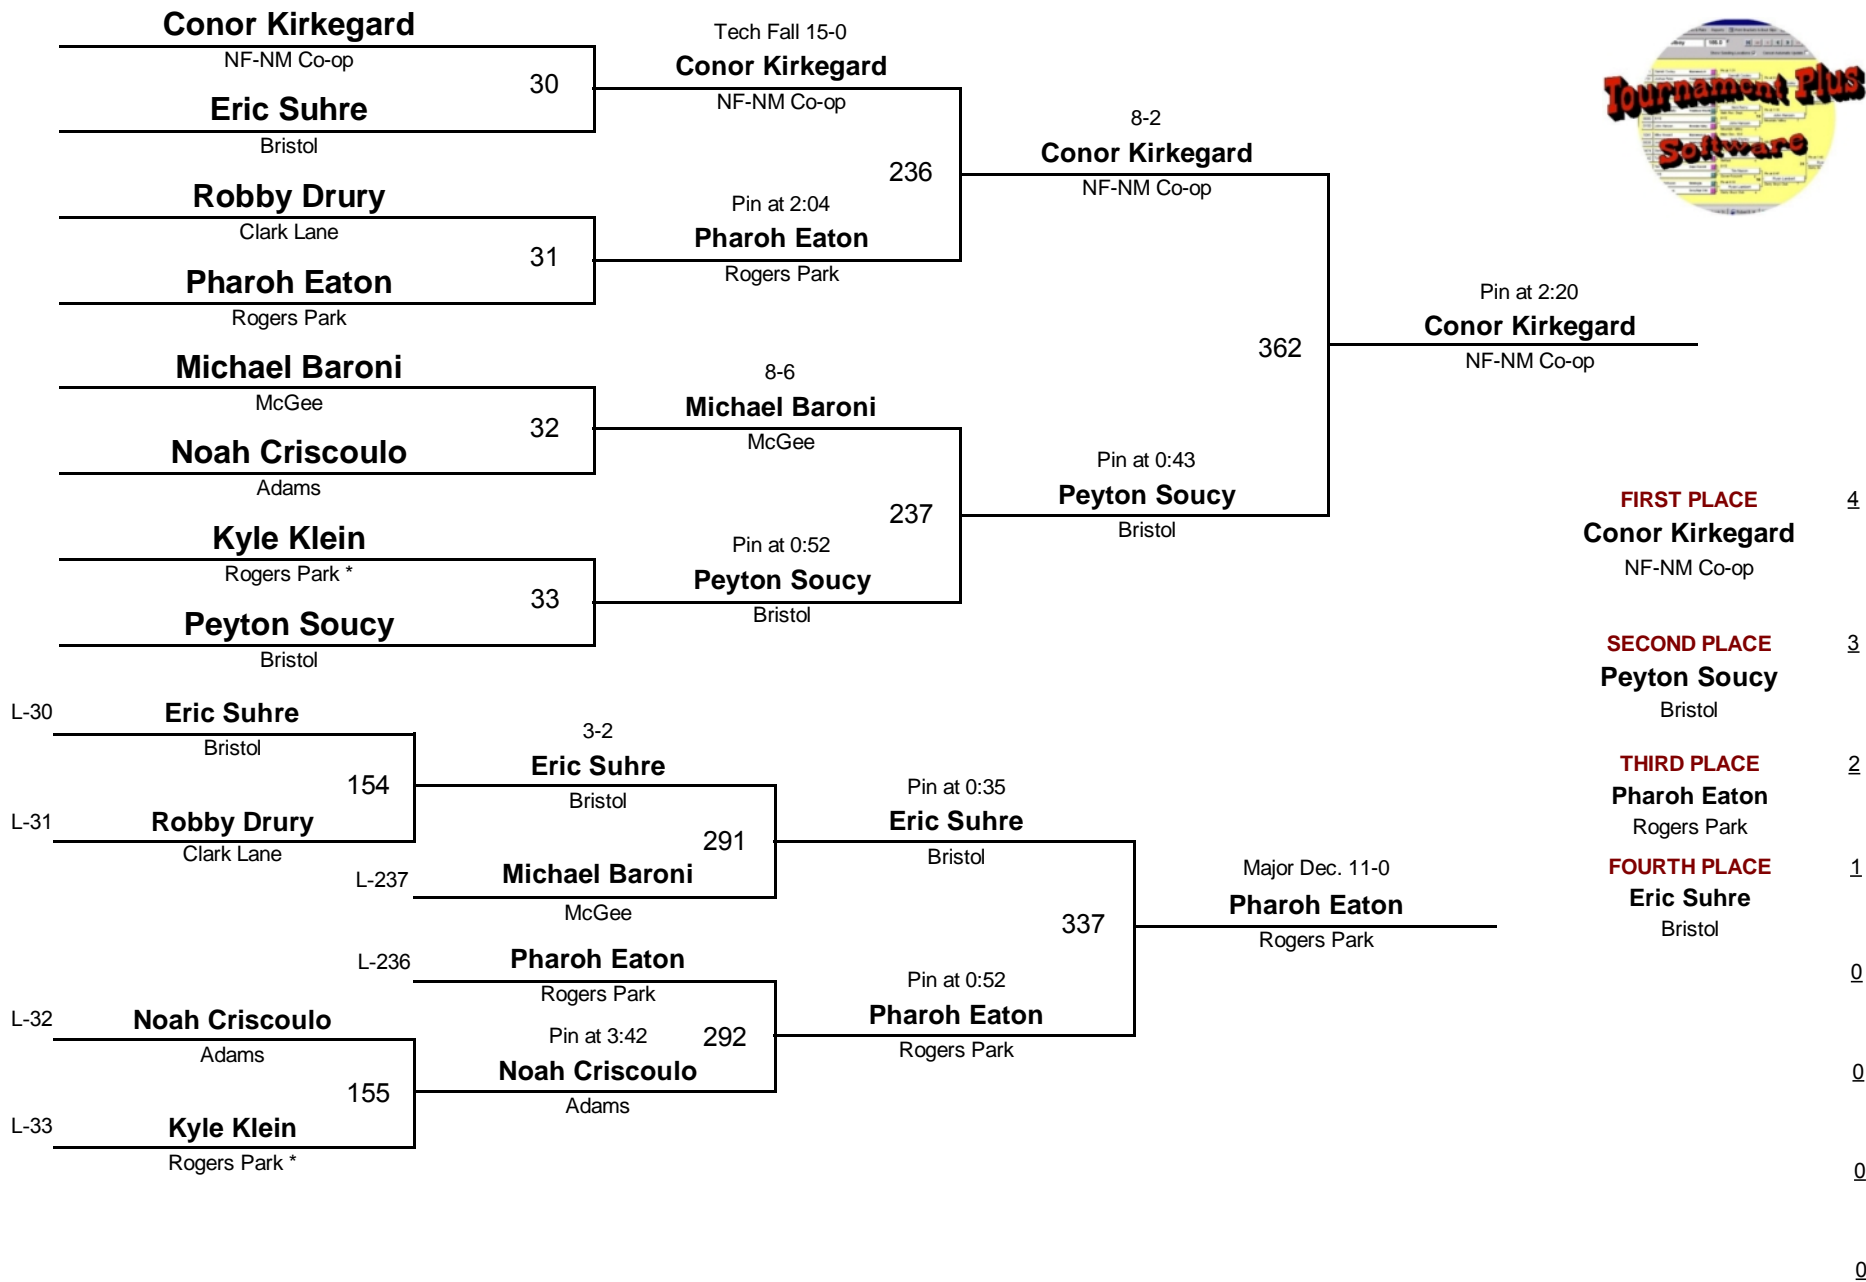 Conor Kirkegard
NF-NM Co-op
30
Eric Suhre
Bristol
Robby Drury
Clark Lane
31
Pharoh Eaton
Rogers Park
Michael Baroni
McGee
32
Noah Criscoulo
Adams
Kyle Klein
Rogers Park *
33
Peyton Soucy
Bristol
Tech Fall 15-0
Conor Kirkegard
NF-NM Co-op
236
Pin at 2:04
Pharoh Eaton
Rogers Park
8-6
Michael Baroni
McGee
237
Pin at 0:52
Peyton Soucy
Bristol
8-2
Conor Kirkegard
NF-NM Co-op
362
Pin at 0:43
Peyton Soucy
Bristol
Pin at 2:20
Conor Kirkegard
NF-NM Co-op
Tournament Plus
Software
FIRST PLACE 4
Conor Kirkegard
NF-NM Co-op
SECOND PLACE 3
Peyton Soucy
Bristol
THIRD PLACE 2
Pharoh Eaton
Rogers Park
FOURTH PLACE 1
Eric Suhre
Bristol
0
0
0
0
L-30 Eric Suhre
Bristol
154
L-31 Robby Drury
Clark Lane
3-2
Eric Suhre
Bristol
291
L-237 Michael Baroni
McGee
L-236 Pharoh Eaton
Rogers Park
292
Pin at 3:42
Noah Criscoulo
Adams
L-32 Noah Criscoulo
Adams
155
L-33 Kyle Klein
Rogers Park *
Pin at 0:35
Eric Suhre
Bristol
337
Pin at 0:52
Pharoh Eaton
Rogers Park
Major Dec. 11-0
Pharoh Eaton
Rogers Park